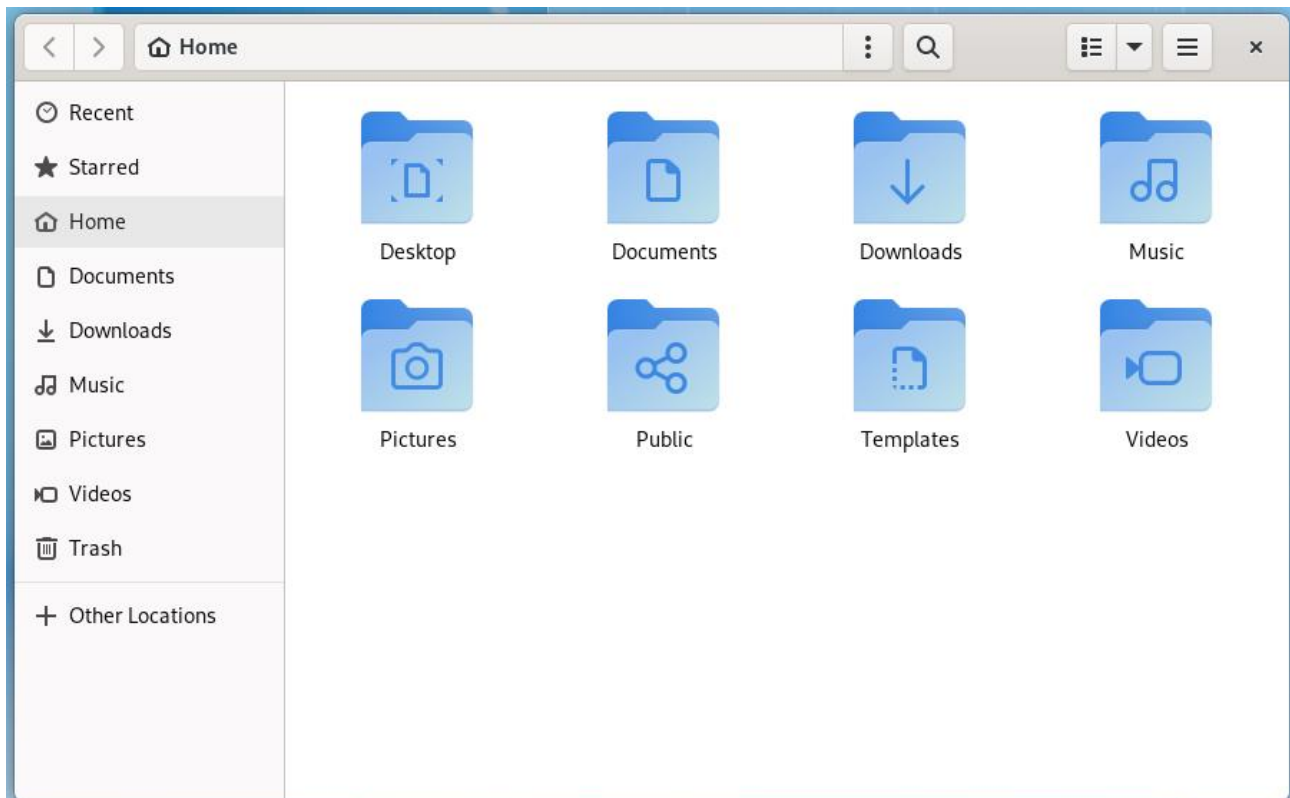 Home
Recent
Starred
Home
Documents
Downloads
Music
Pictures
Videos
Trash
Other Locations
Desktop
Documents
Downloads
Music
Pictures
Public
Templates
Videos